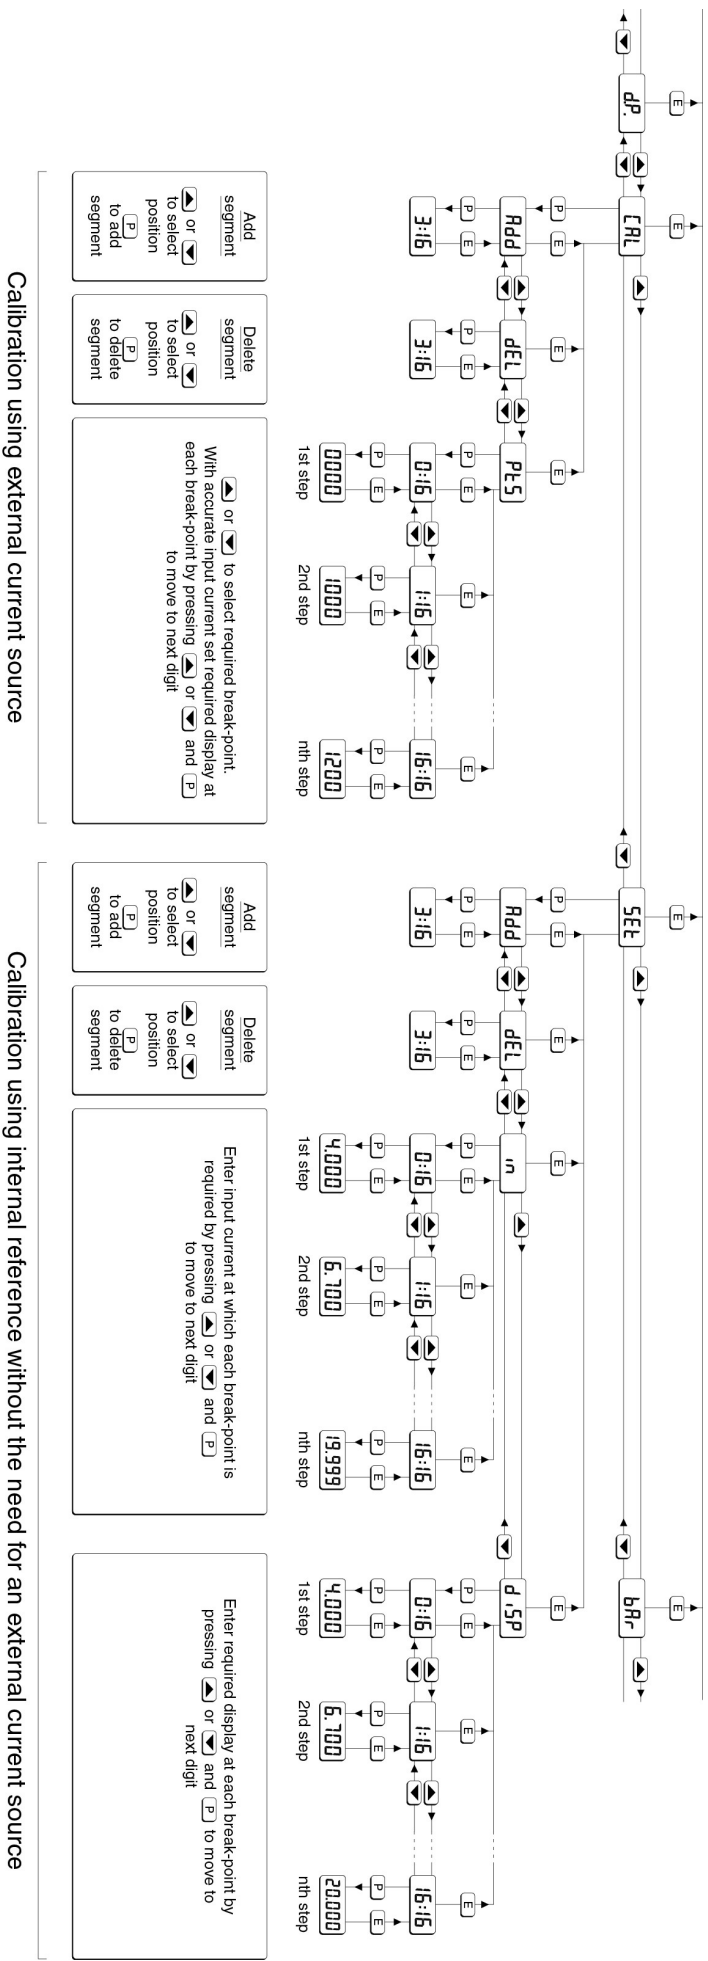 E E E E
d.P. ▲ ▼ CAL ▲ ▼ SEt ▲ ▼ bAr ▲
P E E E P E E E E
Add ▲ ▼ dEL ▲ ▼ PtS Add ▲ ▼ dEL ▲ ▼ in ▲ ▼ d iSP
P E P E P E E E P E P E P E E E P E E E
3:16 3:16 0:16 ▲ ▼ 1:16 ▲ ▼ 16:16 3:16 3:16 0:16 ▲ ▼ 1:16 ▲ ▼ 16:16 0:16 ▲ ▼ 1:16 ▲ ▼ 16:16
P E P E P E P E P E P E P E P E P E
0000 1000 1200 4.000 6.700 19.999 4.000 6.700 20.000
1st step 2nd step nth step 1st step 2nd step nth step 1st step 2nd step nth step
Add
segment
▲ or ▼
to select
position
P
to add
segment
Delete
segment
▲ or ▼
to select
position
P
to delete
segment
▲ or ▼ to select required break-point.
With accurate input current set required display at
each break-point by pressing ▲ or ▼ and P
to move to next digit
Calibration using external current source
Add
segment
▲ or ▼
to select
position
P
to add
segment
Delete
segment
▲ or ▼
to select
position
P
to delete
segment
Enter input current at which each break-point is
required by pressing ▲ or ▼ and P
to move to next digit
Enter required display at each break-point by
pressing ▲ or ▼ and P to move to
next digit
Calibration using internal reference without the need for an external current source